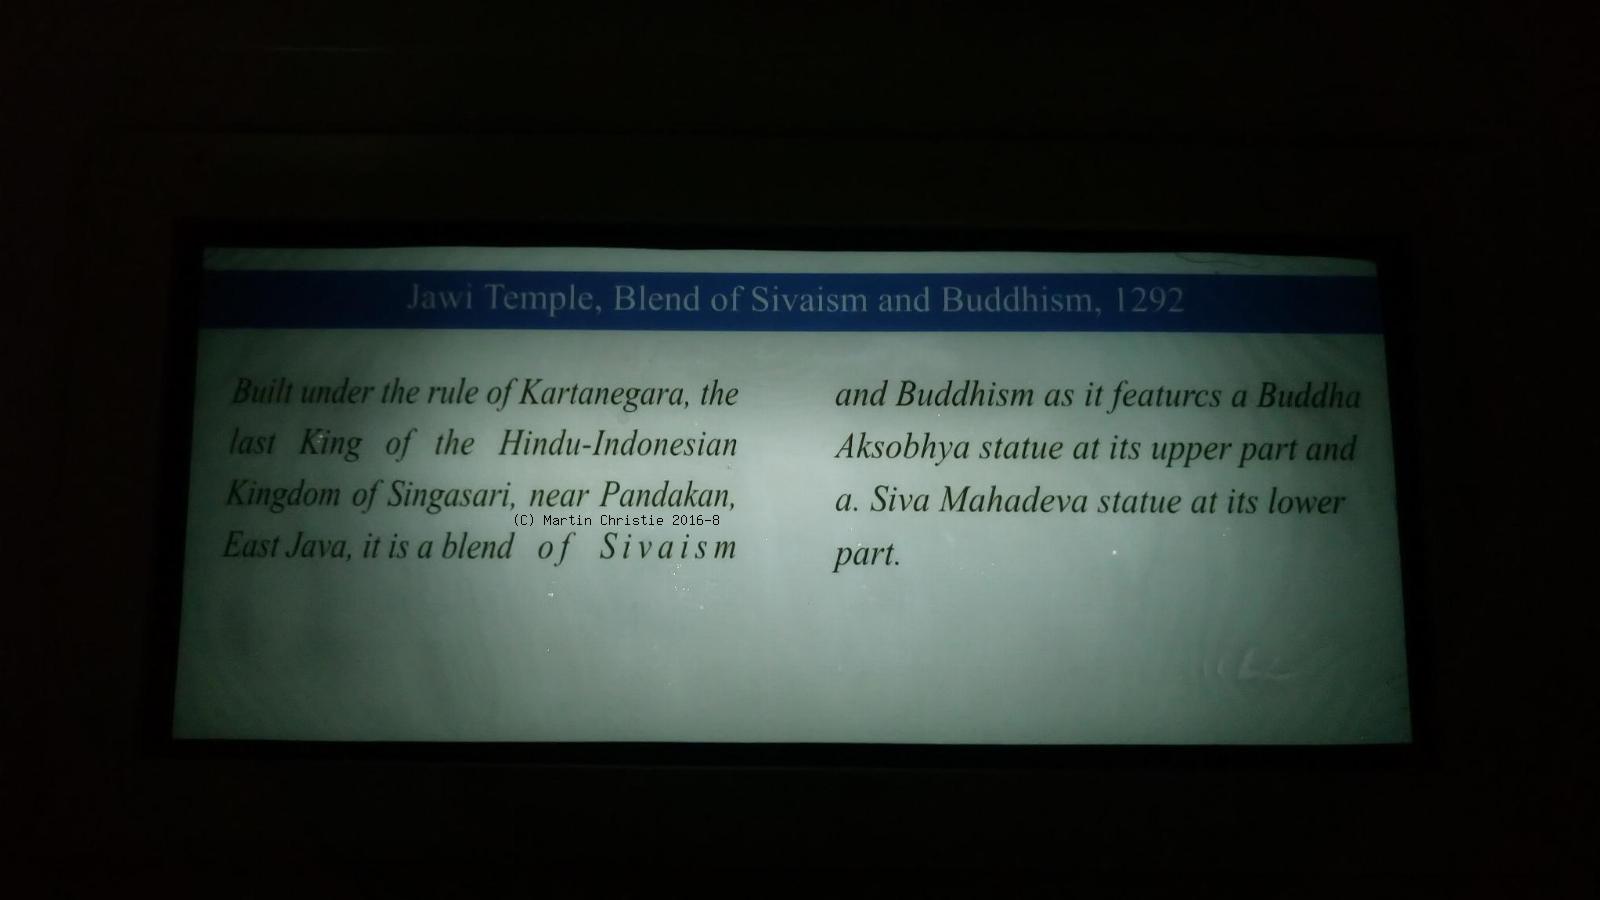 Jawi Temple, Blend of Sivaism and Buddhism, 1292
Built under the rule of Kartanegara, the
last King of the Hindu-Indonesian
Kingdom of Singasari, near Pandakan,
East Java, it is a blend of Sivaism
and Buddhism as it featurcs a Buddha
Aksobhya statue at its upper part and
a. Siva Mahadeva statue at its lower
part.
(C) Martin Christie 2016-8